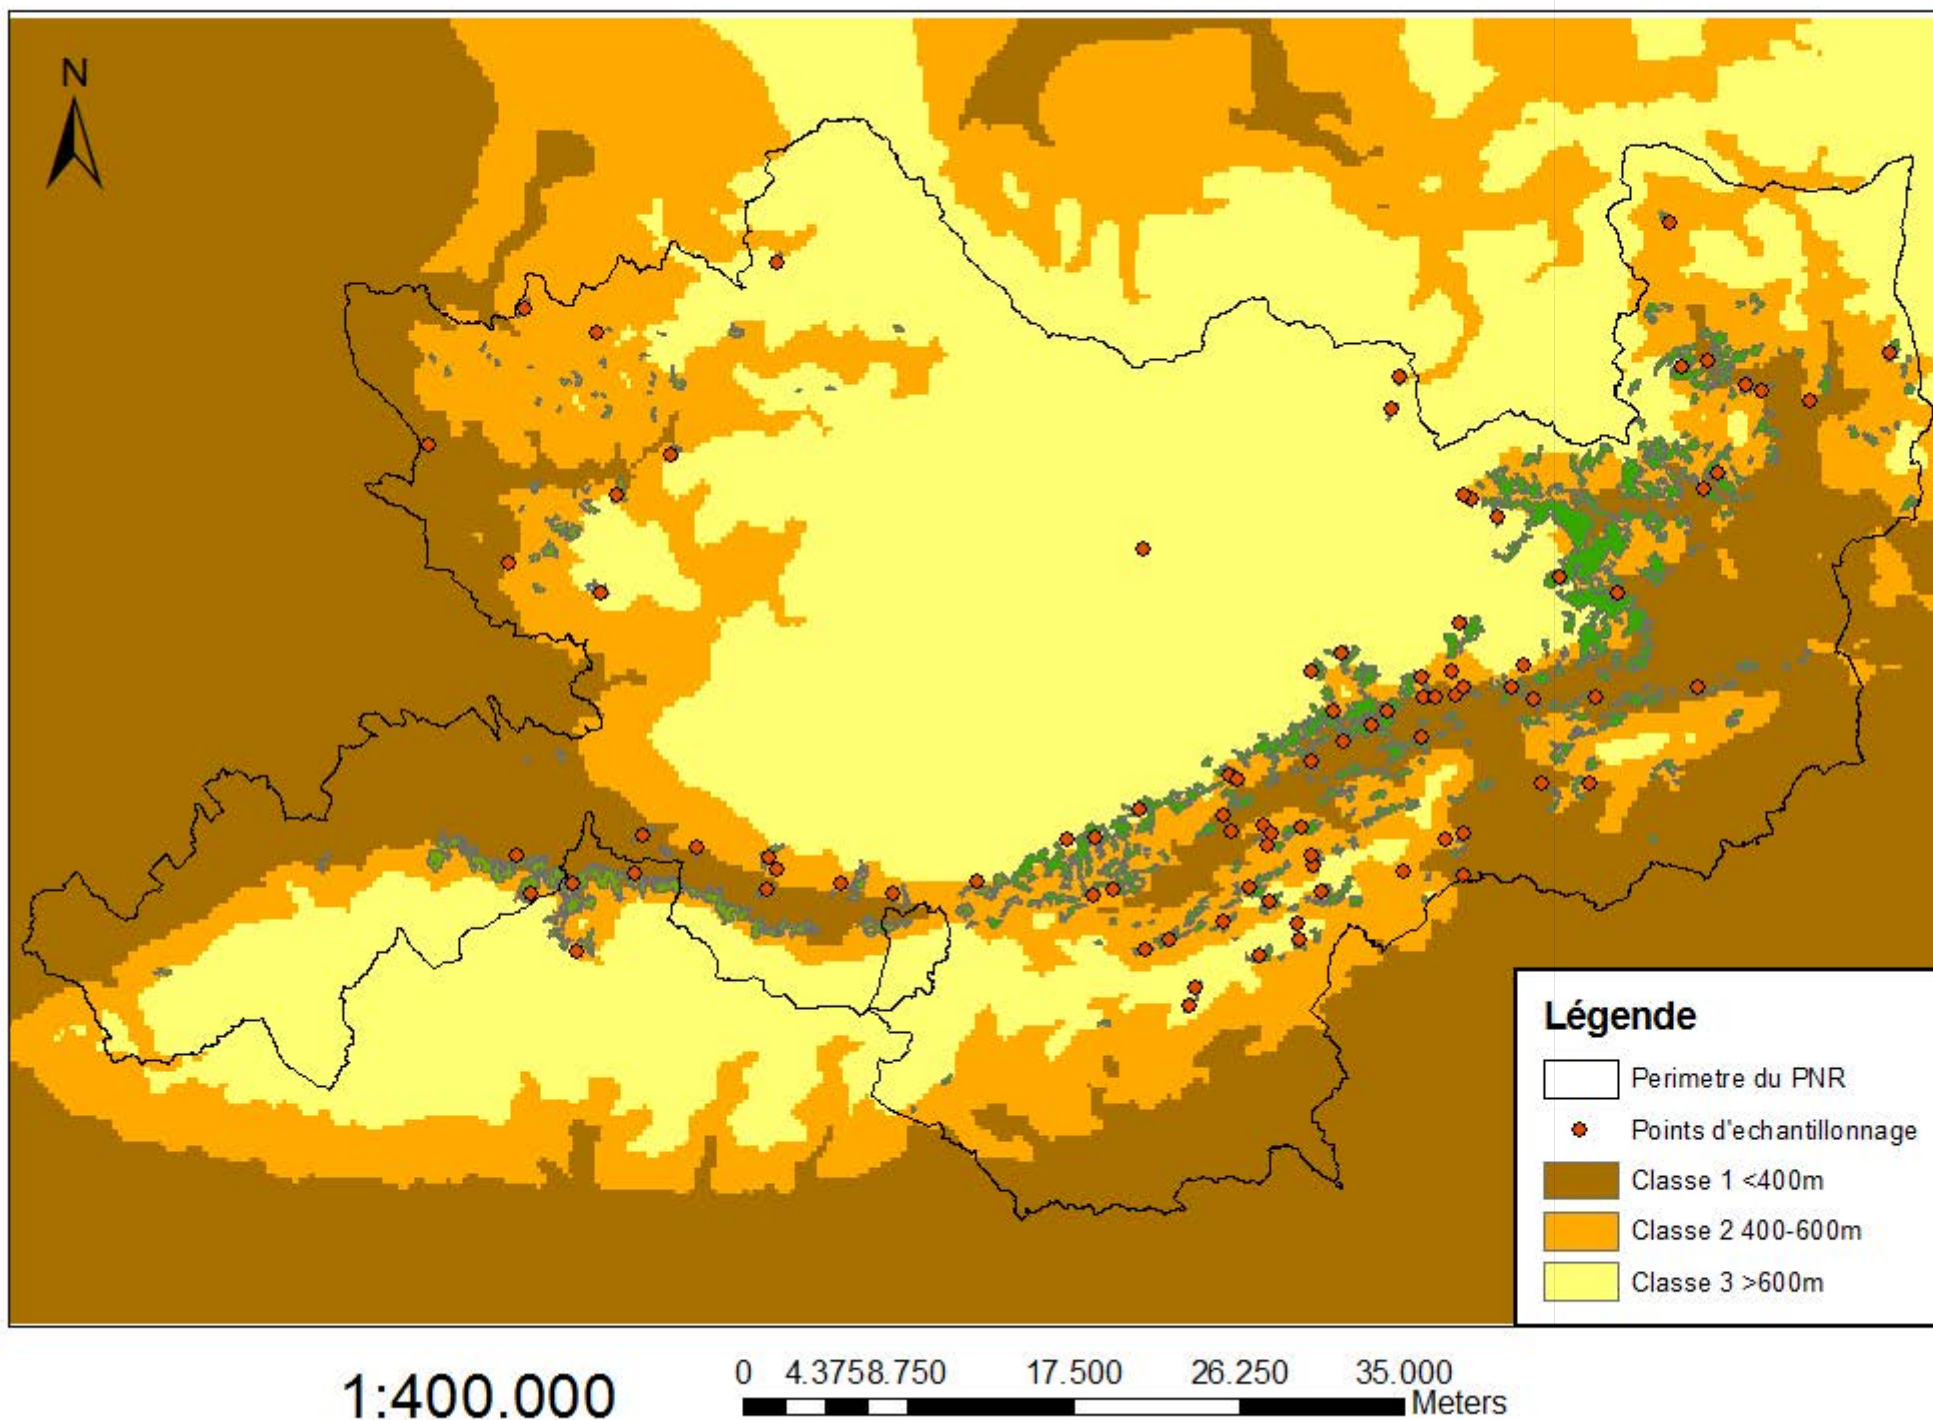 N
Légende
Perimetre du PNR
Points d'echantillonnage
Classe 1 <400m
Classe 2 400-600m
Classe 3 >600m
1:400.000
0 4.3758.750 17.500 26.250 35.000
Meters